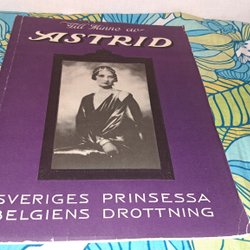 Till Minne av
ASTRID
SVERIGES PRINSESSA
BELGIENS DROTTNING